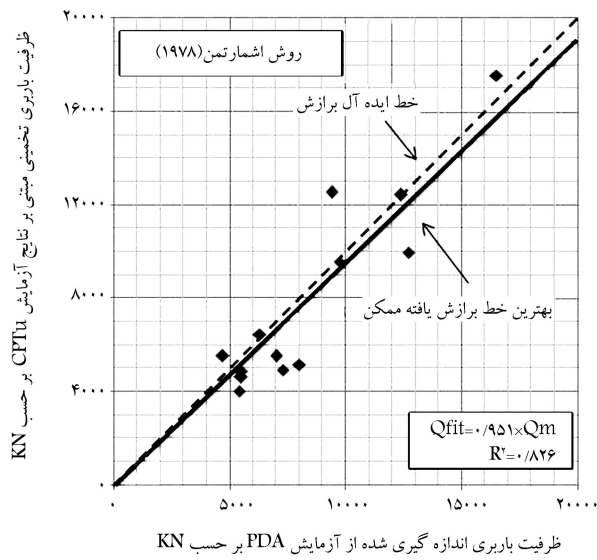 روش اشمارتمن(۱۹۷۸)
خط ایده آل برازش
بهترین خط برازش یافته ممکن
Qfit=۰/۹۵۱×Qm
R²=۰/۸۲۶
ظرفیت باربری تخمینی مبتنی بر نتایج آزمایش CPTu بر حسب KN
۲۰۰۰۰
۱۶۰۰۰
۱۲۰۰۰
۸۰۰۰
۴۰۰۰
۰
۰ ۵۰۰۰ ۱۰۰۰۰ ۱۵۰۰۰ ۲۰۰۰۰
ظرفیت باربری اندازه گیری شده از آزمایش PDA بر حسب KN